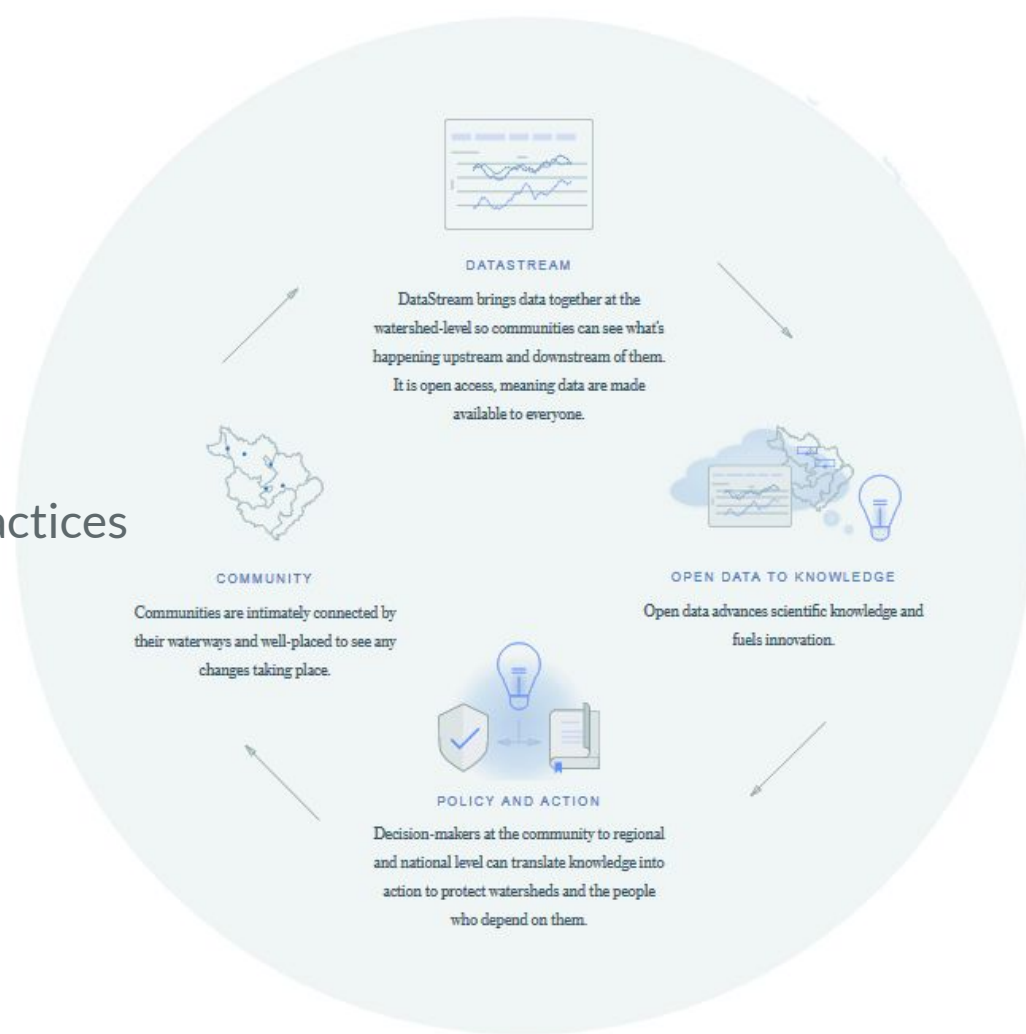 DATASTREAM
DataStream brings data together at the
watershed-level so communities can see what's
happening upstream and downstream of them.
It is open access, meaning data are made
available to everyone.
actices
COMMUNITY
Communities are intimately connected by
their waterways and well-placed to see any
changes taking place.
OPEN DATA TO KNOWLEDGE
Open data advances scientific knowledge and
fuels innovation.
POLICY AND ACTION
Decision-makers at the community to regional
and national level can translate knowledge into
action to protect watersheds and the people
who depend on them.